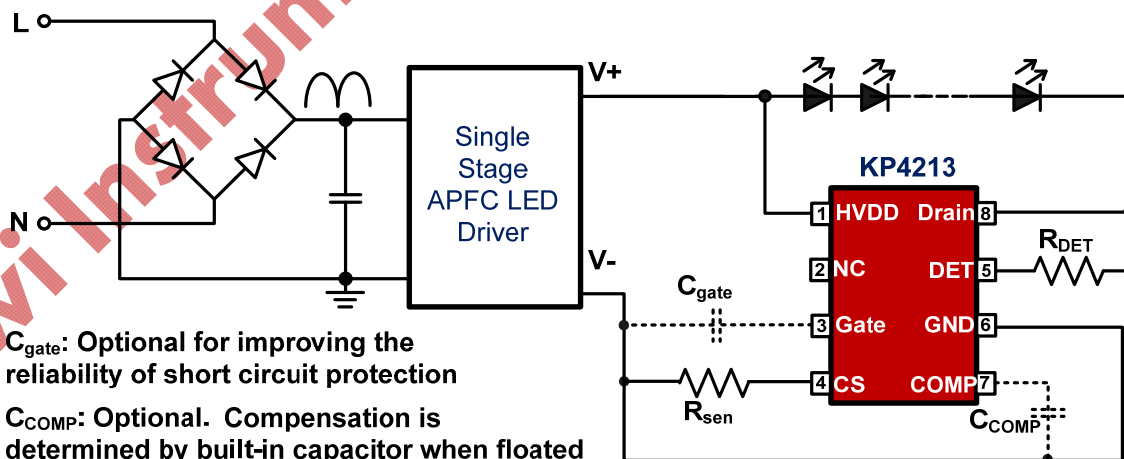 L
N
Single
Stage
APFC LED
Driver
V+
V-
KP4213
1 HVDD Drain 8
2 NC DET 5
3 Gate GND 6
4 CS COMP 7
RDET
Cgate
Rsen
CCOMP
Cgate: Optional for improving the
reliability of short circuit protection
CCOMP: Optional. Compensation is
determined by built-in capacitor when floated